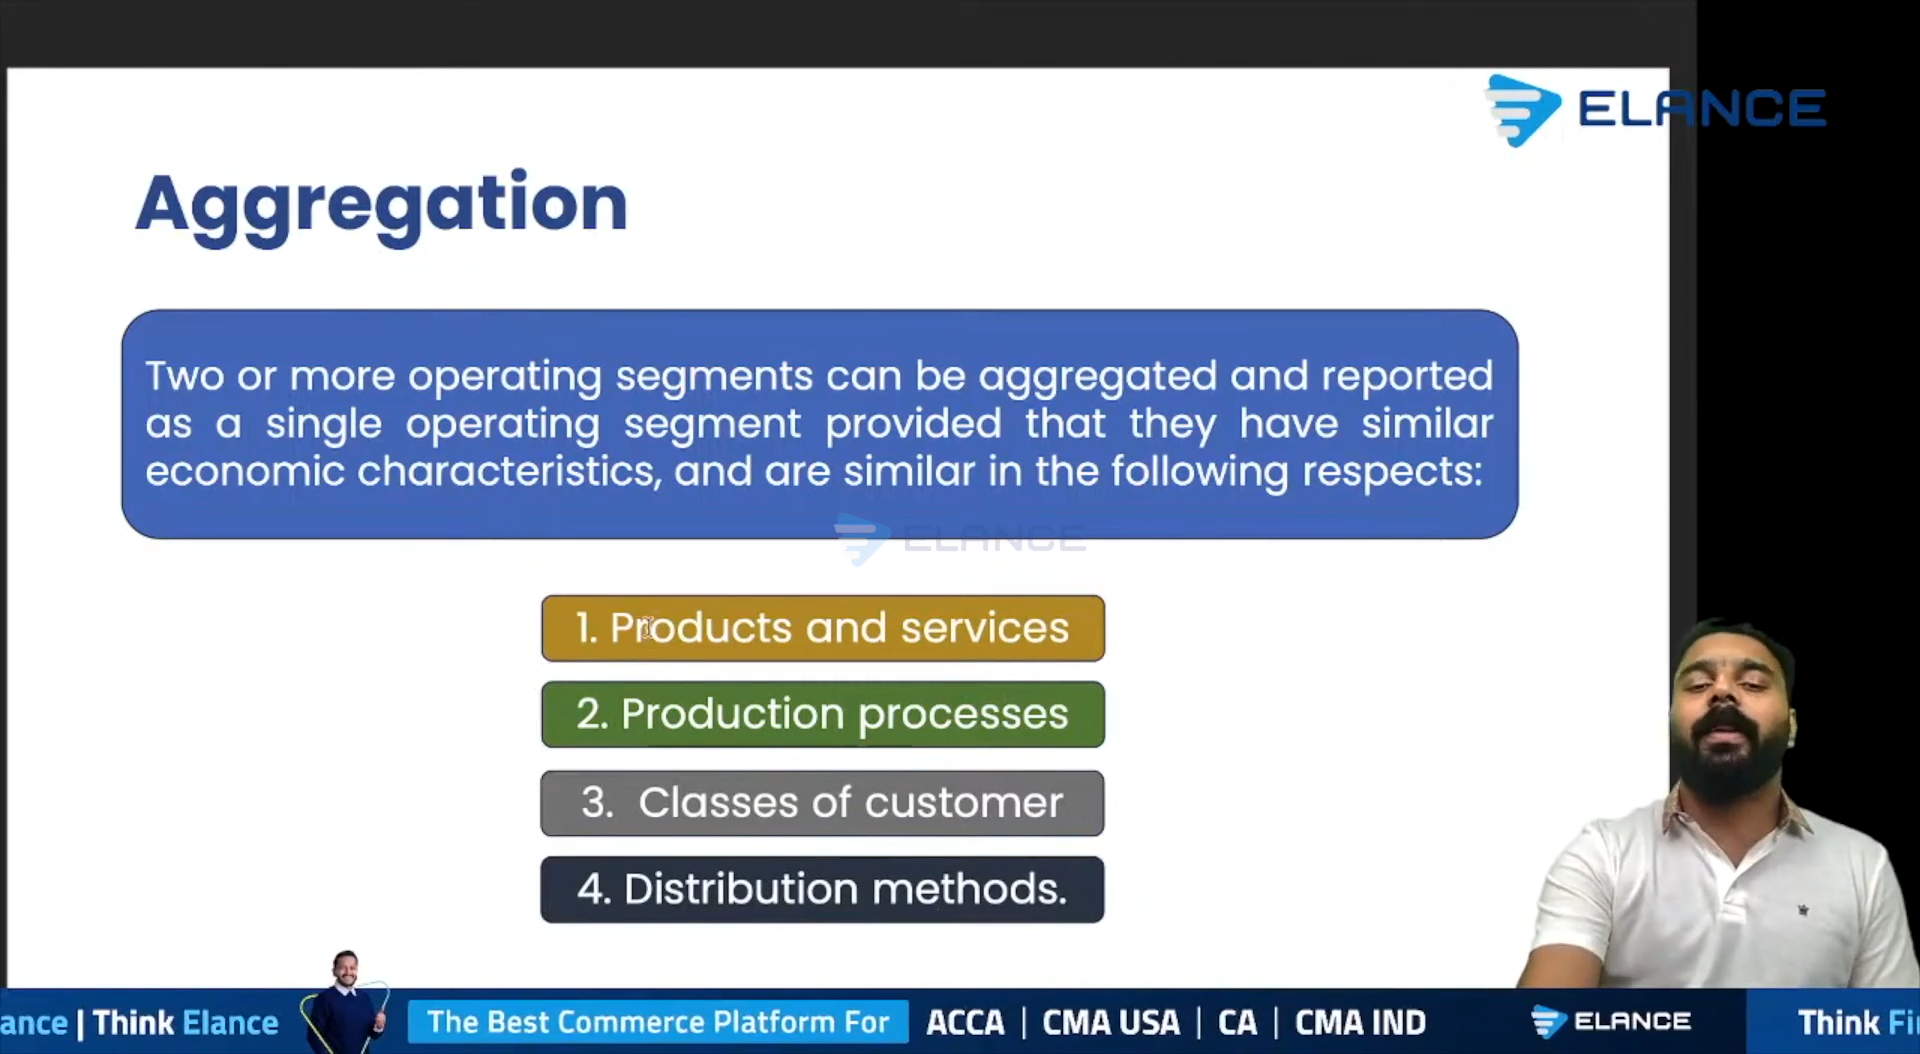 ELANCE
Aggregation
Two or more operating segments can be aggregated and reported
as a single operating segment provided that they have similar
economic characteristics, and are similar in the following respects:
ELANCE
1. Products and services
2. Production processes
3. Classes of customer
4. Distribution methods.
ance | Think Elance
The Best Commerce Platform For
ACCA | CMA USA | CA | CMA IND
ELANCE
Think Fi